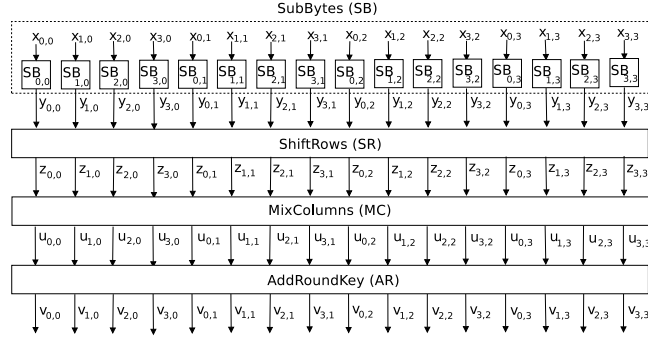 SubBytes (SB)
x0,0 x1,0 x2,0 x3,0 x0,1 x1,1 x2,1 x3,1 x0,2 x1,2 x2,2 x3,2 x0,3 x1,3 x2,3 x3,3
SB0,0 SB1,0 SB2,0 SB3,0 SB0,1 SB1,1 SB2,1 SB3,1 SB0,2 SB1,2 SB2,2 SB3,2 SB0,3 SB1,3 SB2,3 SB3,3
y0,0 y1,0 y2,0 y3,0 y0,1 y1,1 y2,1 y3,1 y0,2 y1,2 y2,2 y3,2 y0,3 y1,3 y2,3 y3,3
ShiftRows (SR)
z0,0 z1,0 z2,0 z3,0 z0,1 z1,1 z2,1 z3,1 z0,2 z1,2 z2,2 z3,2 z0,3 z1,3 z2,3 z3,3
MixColumns (MC)
u0,0 u1,0 u2,0 u3,0 u0,1 u1,1 u2,1 u3,1 u0,2 u1,2 u2,2 u3,2 u0,3 u1,3 u2,3 u3,3
AddRoundKey (AR)
v0,0 v1,0 v2,0 v3,0 v0,1 v1,1 v2,1 v3,1 v0,2 v1,2 v2,2 v3,2 v0,3 v1,3 v2,3 v3,3